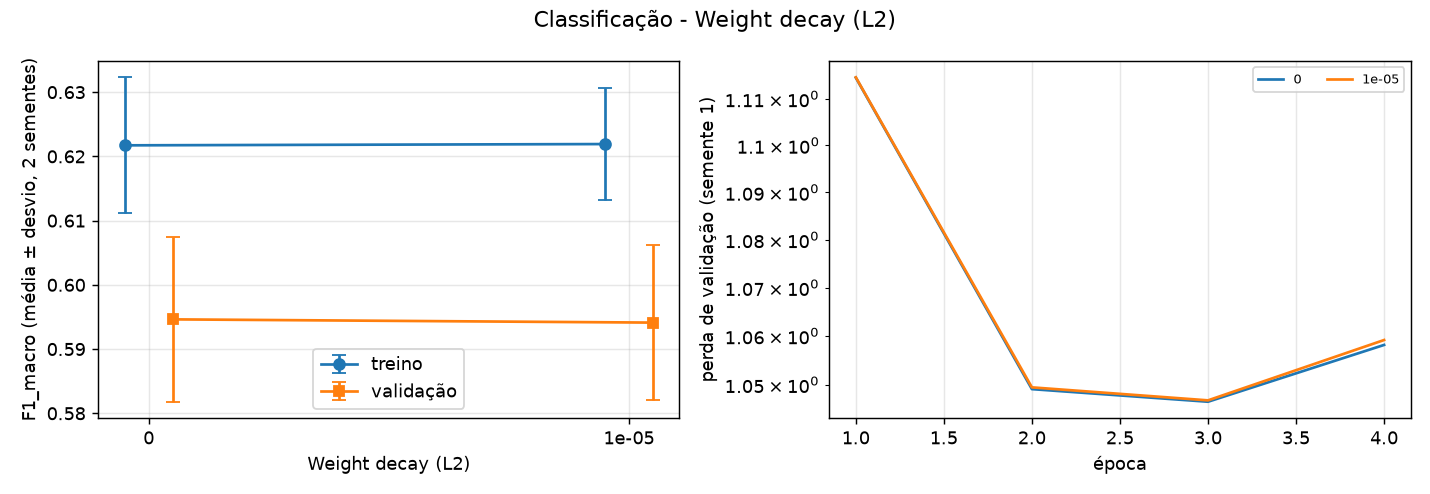 Classificação - Weight decay (L2)
F1_macro (média ± desvio, 2 sementes)
0.63
0.62
0.61
0.60
0.59
0.58
treino
validação
0
1e-05
Weight decay (L2)
perda de validação (semente 1)
1.11 × 10⁰
1.1 × 10⁰
1.09 × 10⁰
1.08 × 10⁰
1.07 × 10⁰
1.06 × 10⁰
1.05 × 10⁰
0
1e-05
1.0
1.5
2.0
2.5
3.0
3.5
4.0
época